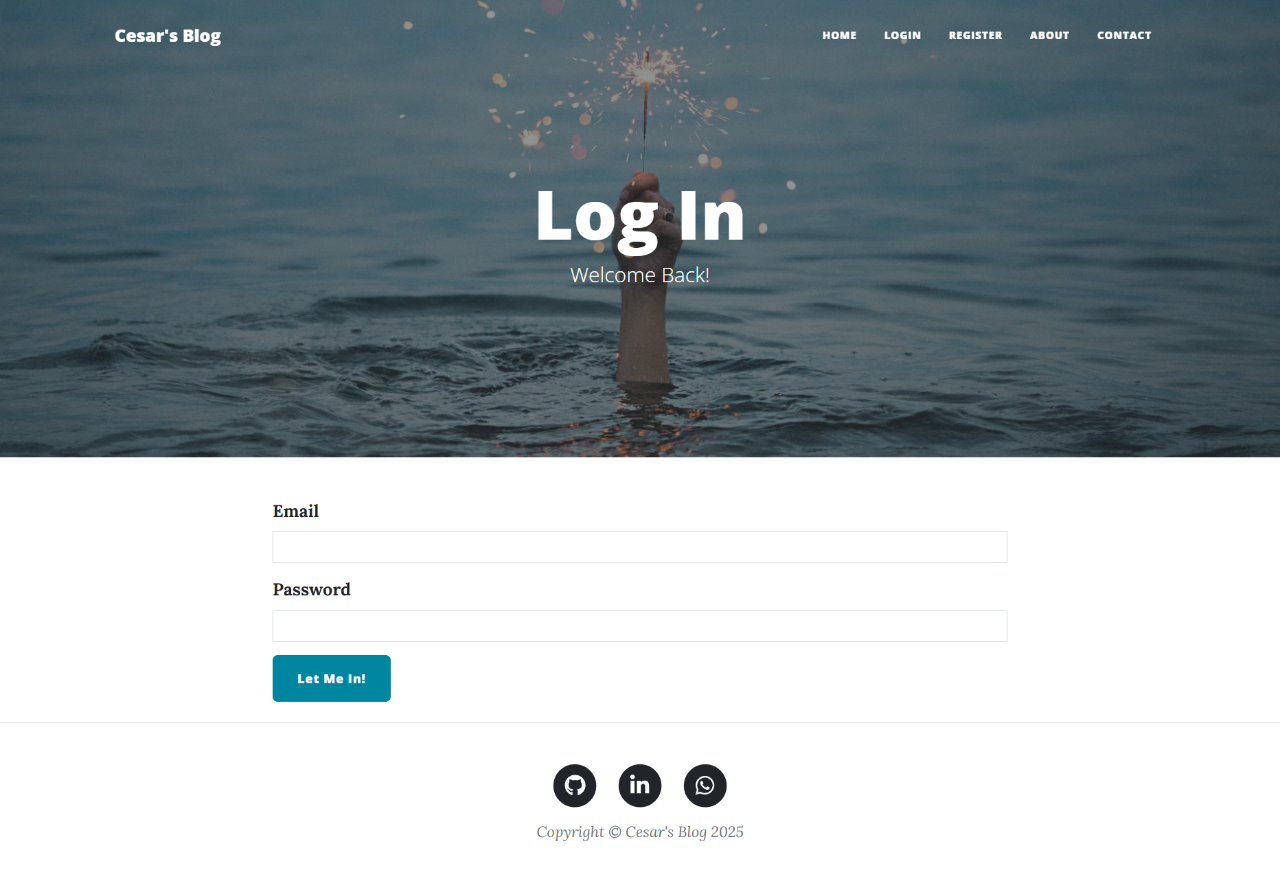 Cesar's Blog HOME LOGIN REGISTER ABOUT CONTACT
Log In
Welcome Back!
Email
Password
Let Me In!
in
Copyright © Cesar's Blog 2025